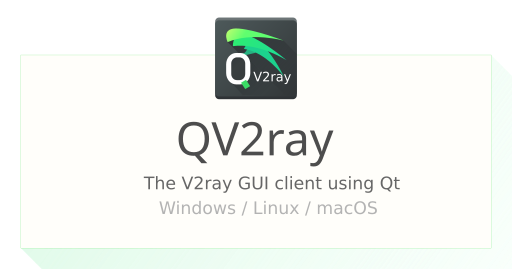 Q V2ray
QV2ray
The V2ray GUI client using Qt
Windows / Linux / macOS